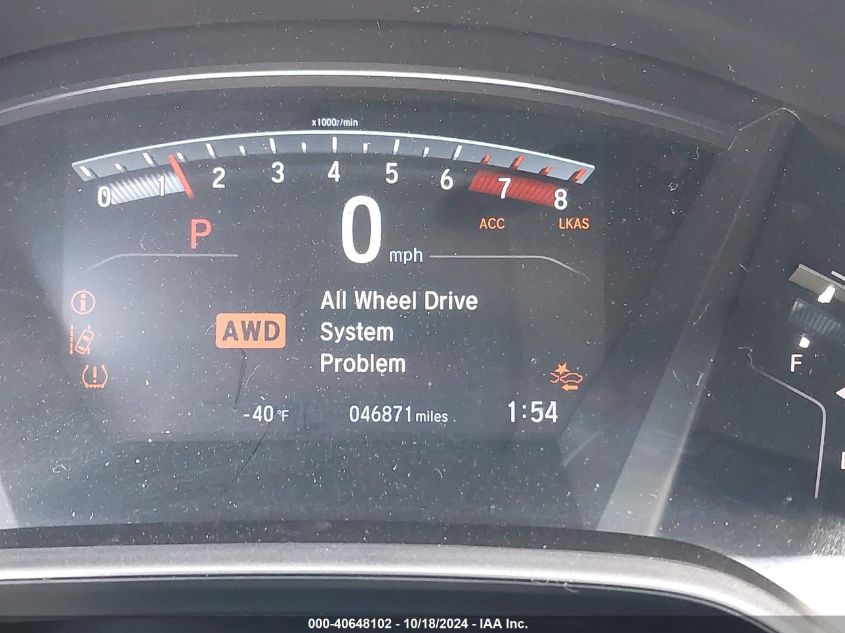 x1000r/min
0 1 2 3 4 5 6 7 8
ACC LKAS
P 0 mph
All Wheel Drive
AWD System
Problem
F
-40°F 046871 miles 1:54
000-40648102 - 10/18/2024 - IAA Inc.